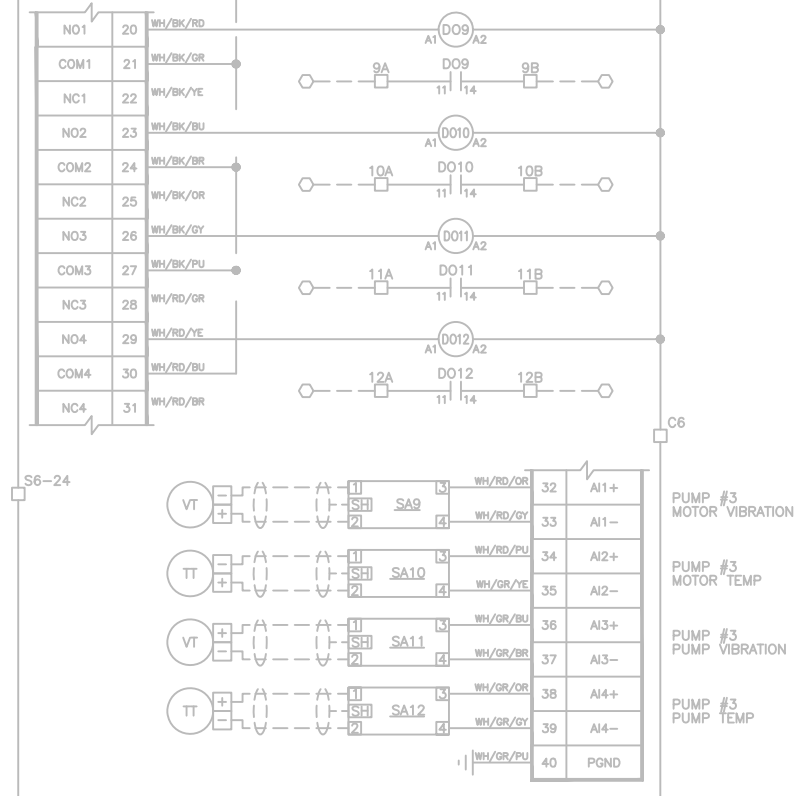 NO1 20 WH/BK/RD DO9
A1 A2
COM1 21 WH/BK/GR 9A DO9 9B
11 14
NC1 22 WH/BK/YE
NO2 23 WH/BK/BU DO10
A1 A2
COM2 24 WH/BK/BR 10A DO10 10B
11 14
NC2 25 WH/BK/OR
NO3 26 WH/BK/GY DO11
A1 A2
COM3 27 WH/BK/PU 11A DO11 11B
11 14
NC3 28 WH/RD/GR
NO4 29 WH/RD/YE DO12
A1 A2
COM4 30 WH/RD/BU 12A DO12 12B
11 14
NC4 31 WH/RD/BR
C6
S6-24
VT − + 1 SH 2 SA9 3 4
WH/RD/OR 32 AI1+
WH/RD/GY 33 AI1−
PUMP #3
MOTOR VIBRATION
TT − + 1 SH 2 SA10 3 4
WH/RD/PU 34 AI2+
WH/GR/YE 35 AI2−
PUMP #3
MOTOR TEMP
VT + − 1 SH 2 SA11 3 4
WH/GR/BU 36 AI3+
WH/GR/BR 37 AI3−
PUMP #3
PUMP VIBRATION
TT + − 1 SH 2 SA12 3 4
WH/GR/OR 38 AI4+
WH/GR/GY 39 AI4−
PUMP #3
PUMP TEMP
WH/GR/PU 40 PGND